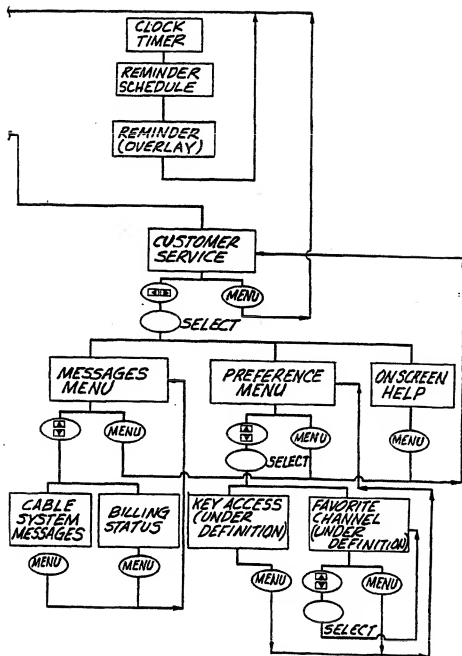 CLOCK
TIMER
REMINDER
SCHEDULE
REMINDER
(OVERLAY)
CUSTOMER
SERVICE
MENU
SELECT
MESSAGES
MENU
PREFERENCE
MENU
ON SCREEN
HELP
MENU
MENU
SELECT
MENU
CABLE
SYSTEM
MESSAGES
BILLING
STATUS
KEY ACCESS
(UNDER
DEFINITION)
FAVORITE
CHANNEL
(UNDER
DEFINITION)
MENU
MENU
MENU
MENU
SELECT